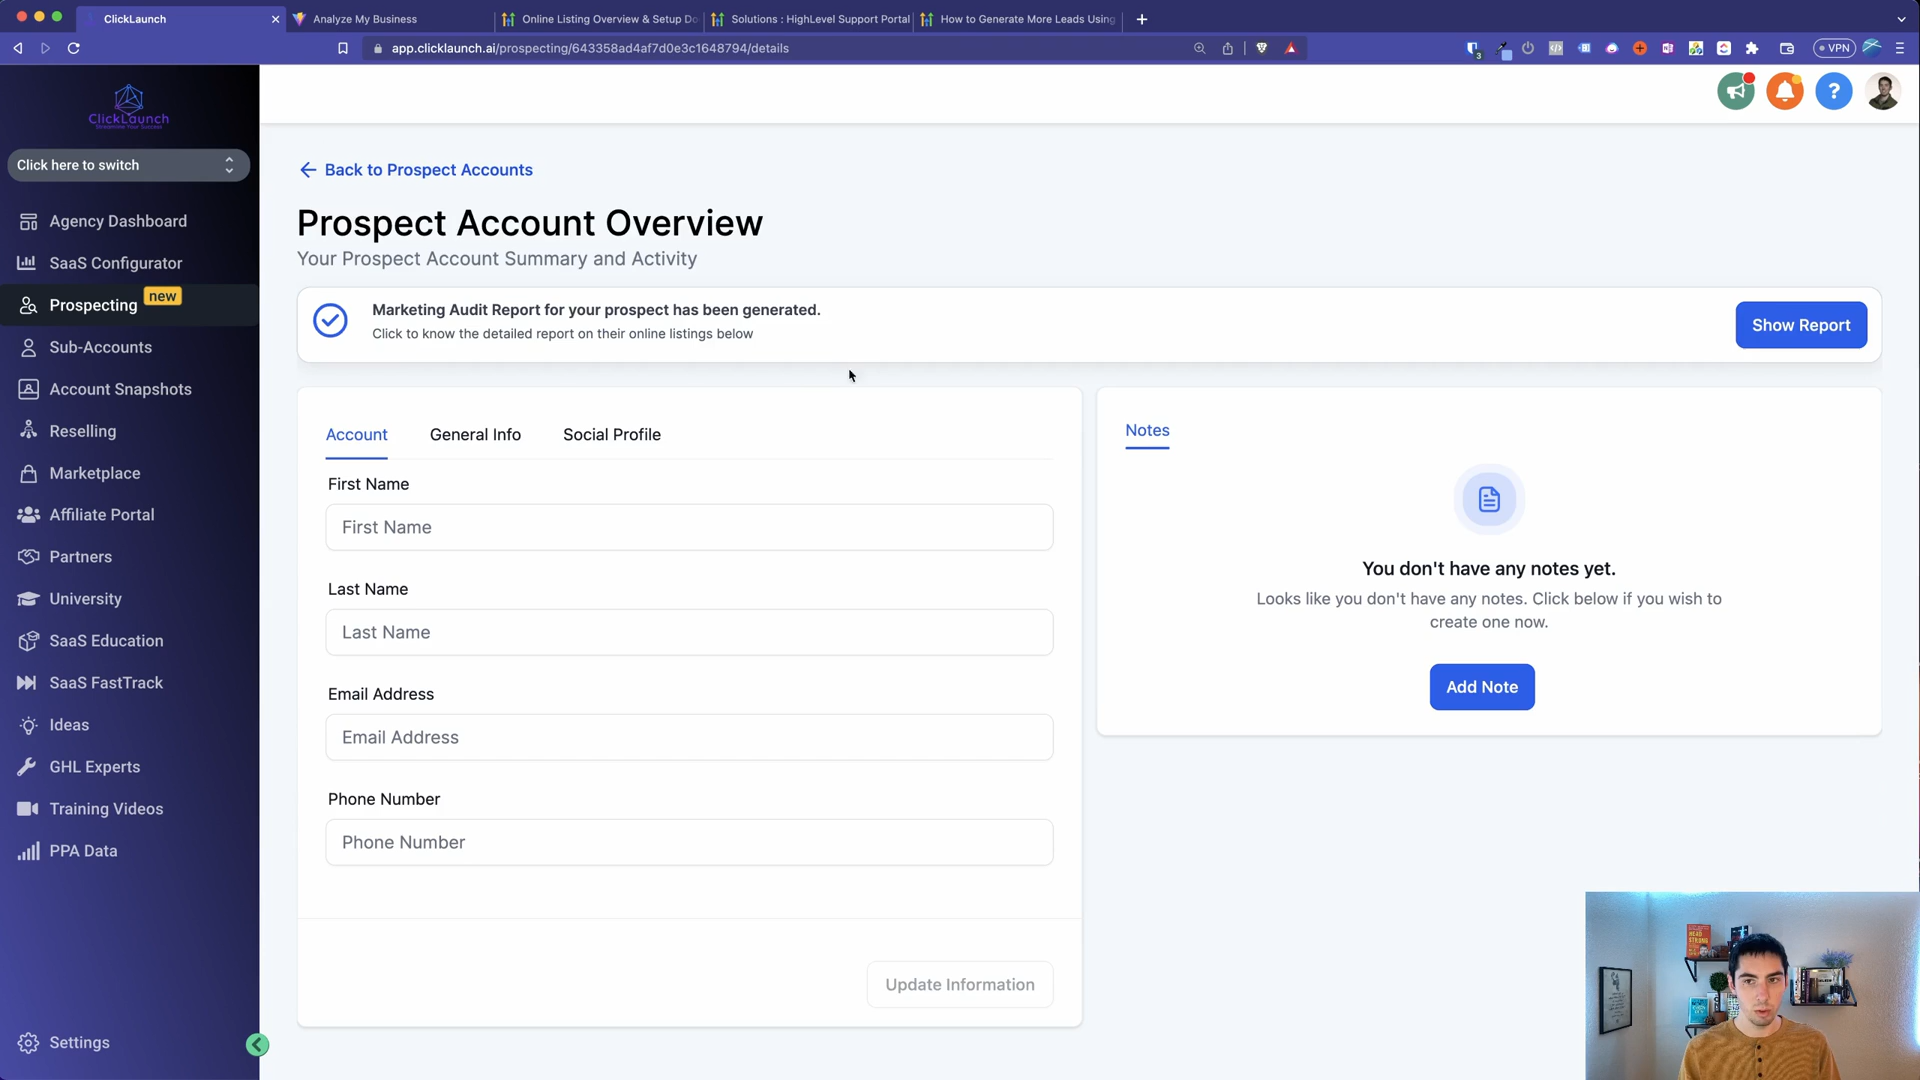 ClickLaunch
Analyze My Business
Online Listing Overview & Setup Do
Solutions : HighLevel Support Portal
How to Generate More Leads Using
app.clicklaunch.ai/prospecting/643358ad4af7d0e3c1648794/details
3
VPN
ClickLaunch
Streamline Your Success
Click here to switch
Agency Dashboard
SaaS Configurator
Prospecting
new
Sub-Accounts
Account Snapshots
Reselling
Marketplace
Affiliate Portal
Partners
University
SaaS Education
SaaS FastTrack
Ideas
GHL Experts
Training Videos
PPA Data
Settings
?
Back to Prospect Accounts
Prospect Account Overview
Your Prospect Account Summary and Activity
Marketing Audit Report for your prospect has been generated.
Click to know the detailed report on their online listings below
Show Report
Account
General Info
Social Profile
First Name
First Name
Last Name
Last Name
Email Address
Email Address
Phone Number
Phone Number
Update Information
Notes
You don't have any notes yet.
Looks like you don't have any notes. Click below if you wish to
create one now.
Add Note
HEAD
STRONG